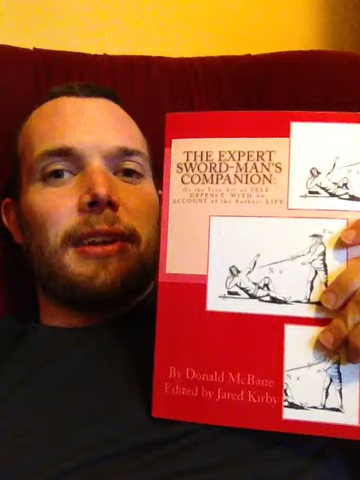 THE EXPERT
SWORD-MAN'S
COMPANION:
Or the True Art of SELF
DEFENCE WITH an
ACCOUNT of the Authors LIFE
N 9
By Donald McBane
Edited by Jared Kirby